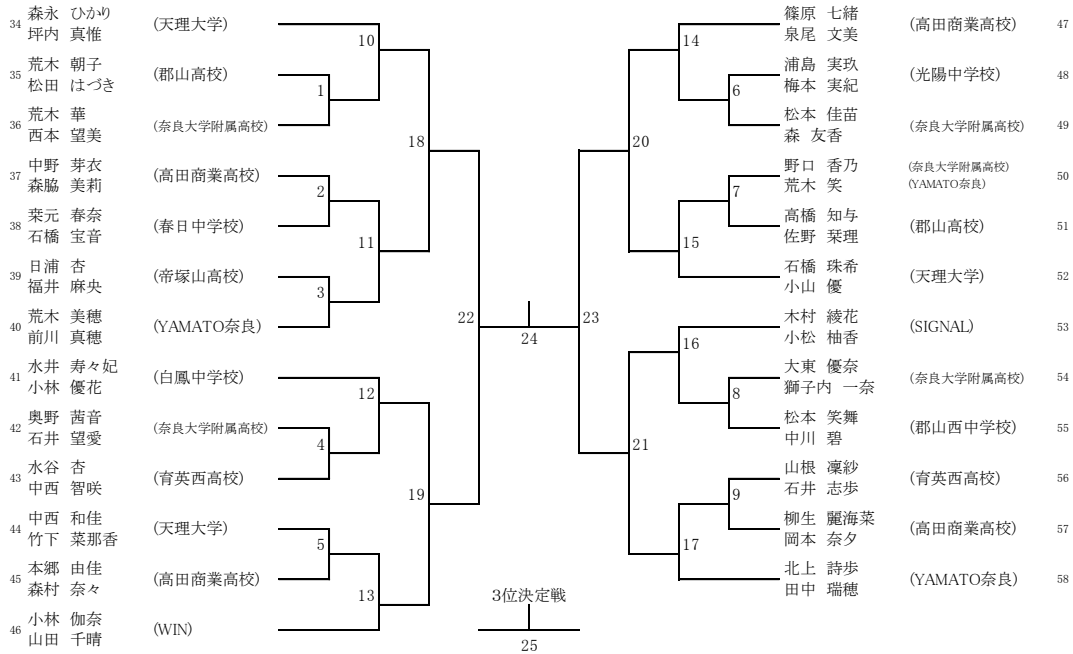 34 森永 ひかり (天理大学)
坪内 真惟
35 荒木 朝子 (郡山高校)
松田 はづき
36 荒木 華 (奈良大学附属高校)
西本 望美
37 中野 芽衣 (高田商業高校)
森脇 美莉
38 桒元 春奈 (春日中学校)
石橋 宝音
39 日浦 杏 (帝塚山高校)
福井 麻央
40 荒木 美穂 (YAMATO奈良)
前川 真穂
41 水井 寿々妃 (白鳳中学校)
小林 優花
42 奥野 茜音 (奈良大学附属高校)
石井 望愛
43 水谷 杏 (育英西高校)
中西 智咲
44 中西 和佳 (天理大学)
竹下 菜那香
45 本郷 由佳 (高田商業高校)
森村 奈々
46 小林 伽奈 (WIN)
山田 千晴
10
1
18
2
11
3
22
12
4
19
5
13
24
3位決定戦
25
14
6
20
7
15
23
16
8
21
9
17
篠原 七緒 (高田商業高校) 47
泉尾 文美
浦島 実玖 (光陽中学校) 48
梅本 実紀
松本 佳苗 (奈良大学附属高校) 49
森 友香
野口 香乃 (奈良大学附属高校) 50
荒木 笑 (YAMATO奈良)
高橋 知与 (郡山高校) 51
佐野 栞理
石橋 珠希 (天理大学) 52
小山 優
木村 綾花 (SIGNAL) 53
小松 柚香
大東 優奈 (奈良大学附属高校) 54
獅子内 一奈
松本 笑舞 (郡山西中学校) 55
中川 碧
山根 凜紗 (育英西高校) 56
石井 志歩
柳生 麗海菜 (高田商業高校) 57
岡本 奈夕
北上 詩歩 (YAMATO奈良) 58
田中 瑞穂